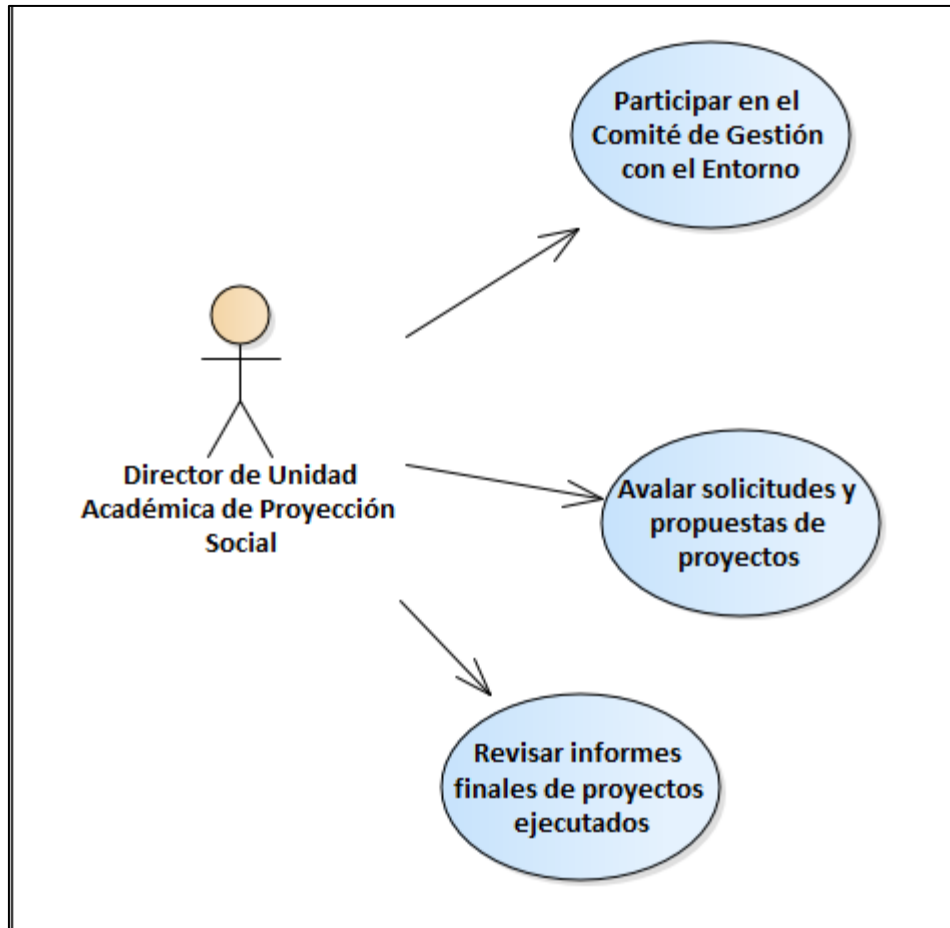 Participar en el
Comité de Gestión
con el Entorno
Director de Unidad
Académica de Proyección
Social
Avalar solicitudes y
propuestas de
proyectos
Revisar informes
finales de proyectos
ejecutados